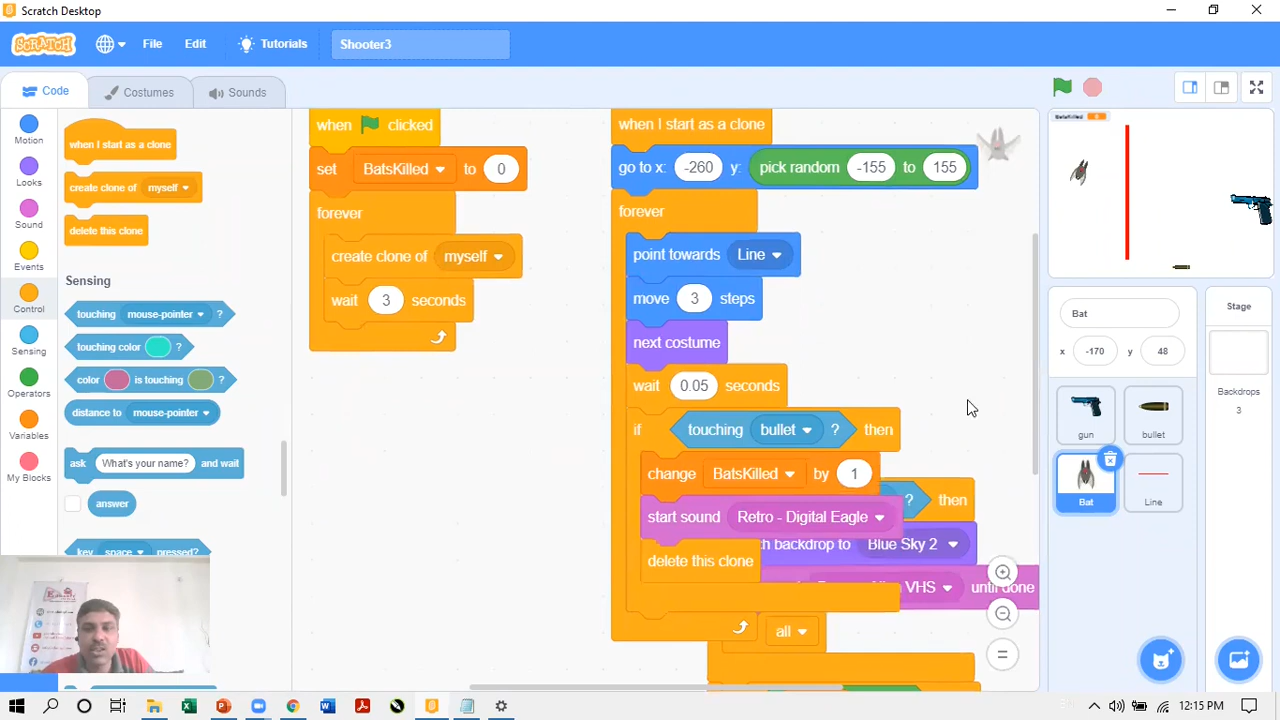 Scratch Desktop
SCRATCH
File
Edit
Tutorials
Shooter3
Code
Costumes
Sounds
Motion
Looks
Sound
Events
Control
Sensing
Operators
Variables
My Blocks
when I start as a clone
create clone of myself
delete this clone
Sensing
touching mouse-pointer ?
touching color ?
color is touching ?
distance to mouse-pointer
ask What's your name? and wait
answer
key space pressed?
when clicked
set BatsKilled to 0
forever
create clone of myself
wait 3 seconds
when I start as a clone
go to x: -260 y: pick random -155 to 155
forever
point towards Line
move 3 steps
next costume
wait 0.05 seconds
if touching bullet ? then
change BatsKilled by 1
? then
start sound Retro - Digital Eagle
backdrop to Blue Sky 2
delete this clone
VHS until done
all
BatsKilled
Bat
x -170 y 48
gun
bullet
Bat
Line
Stage
Backdrops
3
12:15 PM